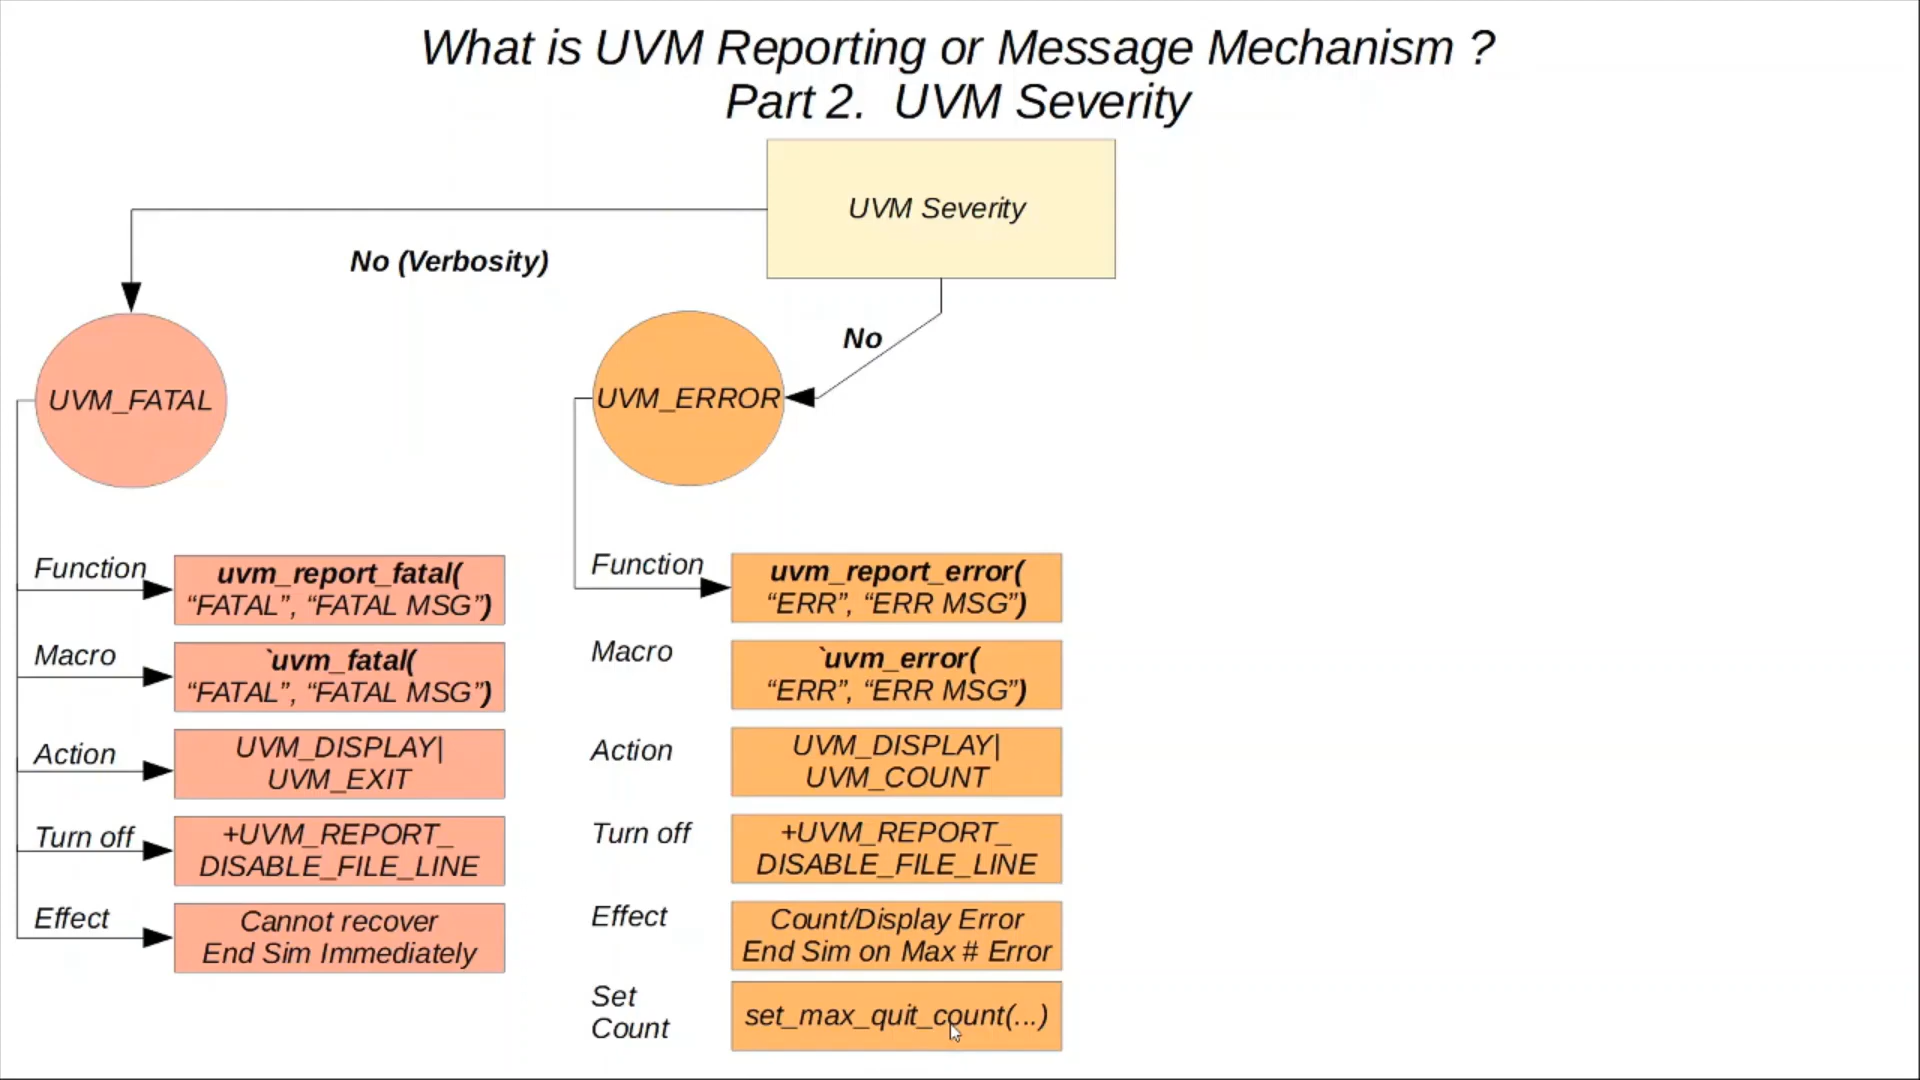 What is UVM Reporting or Message Mechanism ?
Part 2.  UVM Severity
UVM Severity
No (Verbosity)
No
UVM_FATAL
Function
uvm_report_fatal(
“FATAL”, “FATAL MSG”)
Macro
`uvm_fatal(
“FATAL”, “FATAL MSG”)
Action
UVM_DISPLAY|
UVM_EXIT
Turn off
+UVM_REPORT_
DISABLE_FILE_LINE
Effect
Cannot recover
End Sim Immediately
UVM_ERROR
Function
uvm_report_error(
“ERR”, “ERR MSG”)
Macro
`uvm_error(
“ERR”, “ERR MSG”)
Action
UVM_DISPLAY|
UVM_COUNT
Turn off
+UVM_REPORT_
DISABLE_FILE_LINE
Effect
Count/Display Error
End Sim on Max # Error
Set
Count
set_max_quit_count(...)